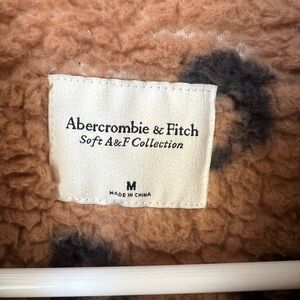 Abercrombie & Fitch
Soft A&F Collection
M
MADE IN CHINA